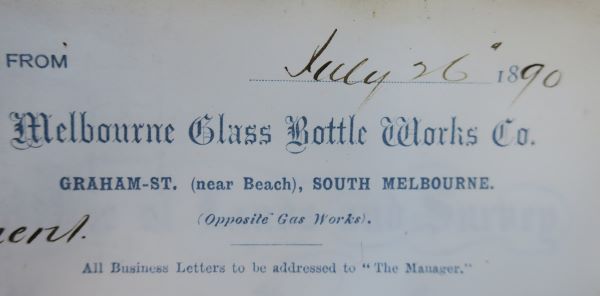 FROM
July 26" 1890
Melbourne Glass Bottle Works Co.
GRAHAM-ST. (near Beach), SOUTH MELBOURNE.
(Opposite Gas Works).
All Business Letters to be addressed to "The Manager."